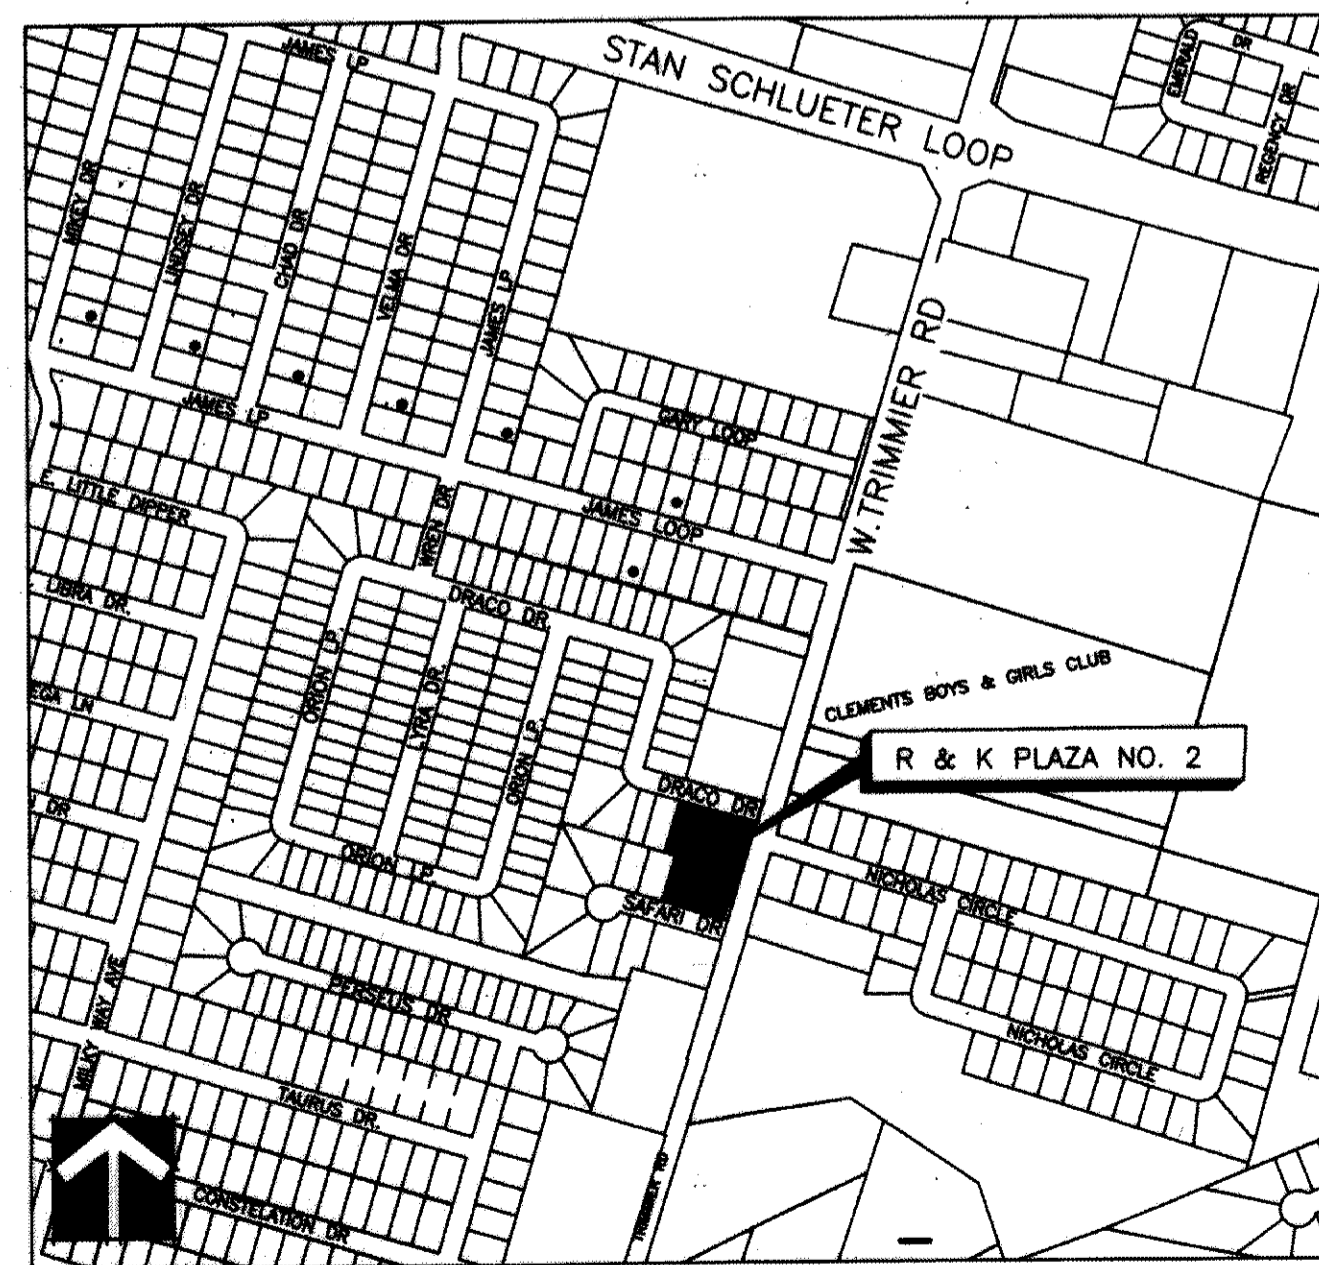 JAMES LP
STAN SCHLUETER LOOP
EMERALD DR
REGENCY DR
MIKEY DR
LINDSEY DR
CHAD DR
VELMA DR
JAMES LP
W. TRIMMIER RD
JAMES LP
GARY LOOP
JAMES LOOP
E. LITTLE DIPPER
WREN DR
LIBRA DR.
DRACO DR.
ORION LP.
LYRA DR.
ORION LP.
EGA LN
CLEMENTS BOYS & GIRLS CLUB
R & K PLAZA NO. 2
DRACO DR
DR
ORION LP.
NICHOLAS CIRCLE
SAFARI DR
PERSEUS DR
MILKY WAY AVE
NICHOLAS CIRCLE
TAURUS DR.
TRIMMIER RD
CONSTELATION DR